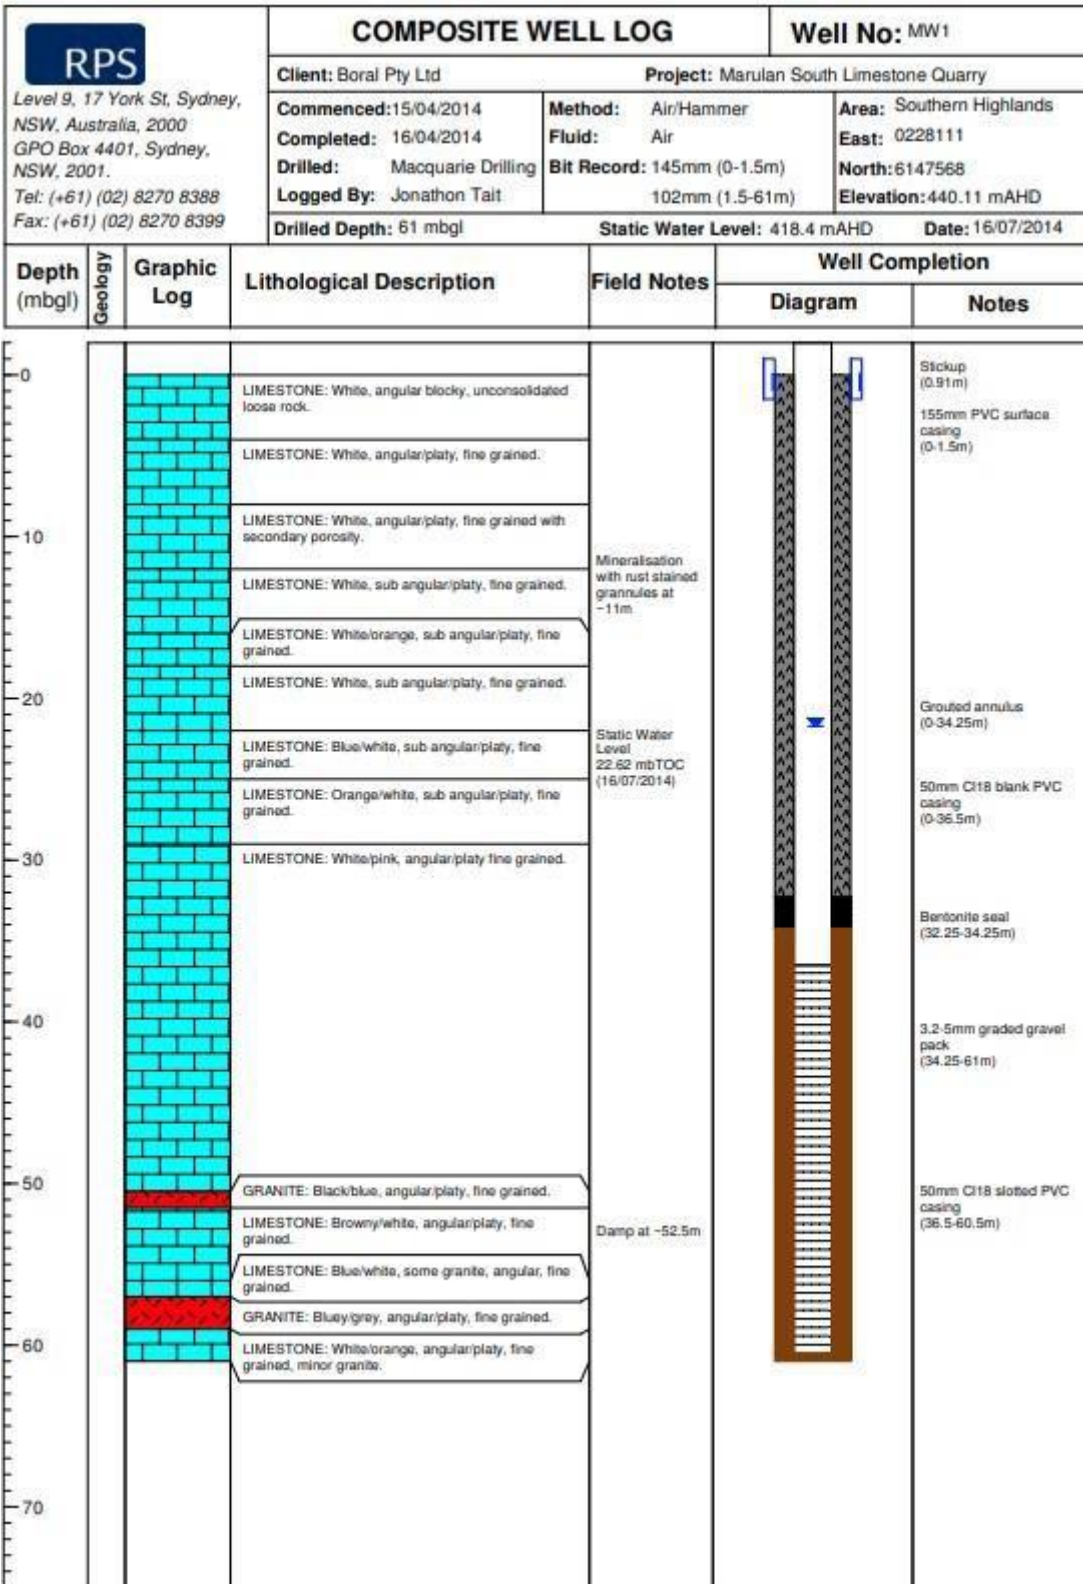 RPS
Level 9, 17 York St, Sydney,
NSW, Australia, 2000
GPO Box 4401, Sydney,
NSW, 2001.
Tel: (+61) (02) 8270 8388
Fax: (+61) (02) 8270 8399
COMPOSITE WELL LOG
Well No: MW1
Client: Boral Pty Ltd
Project: Marulan South Limestone Quarry
Commenced:15/04/2014
Completed: 16/04/2014
Drilled: Macquarie Drilling
Logged By: Jonathon Tait
Method: Air/Hammer
Fluid: Air
Bit Record: 145mm (0-1.5m)
102mm (1.5-61m)
Area: Southern Highlands
East: 0228111
North:6147568
Elevation:440.11 mAHD
Drilled Depth: 61 mbgl
Static Water Level: 418.4 mAHD
Date: 16/07/2014
Depth
(mbgl)
Geology
Graphic
Log
Lithological Description
Field Notes
Well Completion
Diagram
Notes
0
10
20
30
40
50
60
70
LIMESTONE: White, angular blocky, unconsolidated
loose rock.
LIMESTONE: White, angular/platy, fine grained.
LIMESTONE: White, angular/platy, fine grained with
secondary porosity.
LIMESTONE: White, sub angular/platy, fine grained.
LIMESTONE: White/orange, sub angular/platy, fine
grained.
LIMESTONE: White, sub angular/platy, fine grained.
LIMESTONE: Blue/white, sub angular/platy, fine
grained.
LIMESTONE: Orange/white, sub angular/platy, fine
grained.
LIMESTONE: White/pink, angular/platy fine grained.
GRANITE: Black/blue, angular/platy, fine grained.
LIMESTONE: Browny/white, angular/platy, fine
grained.
LIMESTONE: Blue/white, some granite, angular, fine
grained.
GRANITE: Bluey/grey, angular/platy, fine grained.
LIMESTONE: White/orange, angular/platy, fine
grained, minor granite.
Mineralisation
with rust stained
grannules at
~11m
Static Water
Level
22.62 mbTOC
(16/07/2014)
Damp at ~52.5m
Stickup
(0.91m)
155mm PVC surface
casing
(0-1.5m)
Grouted annulus
(0-34.25m)
50mm Cl18 blank PVC
casing
(0-36.5m)
Bentonite seal
(32.25-34.25m)
3.2-5mm graded gravel
pack
(34.25-61m)
50mm Cl18 slotted PVC
casing
(36.5-60.5m)